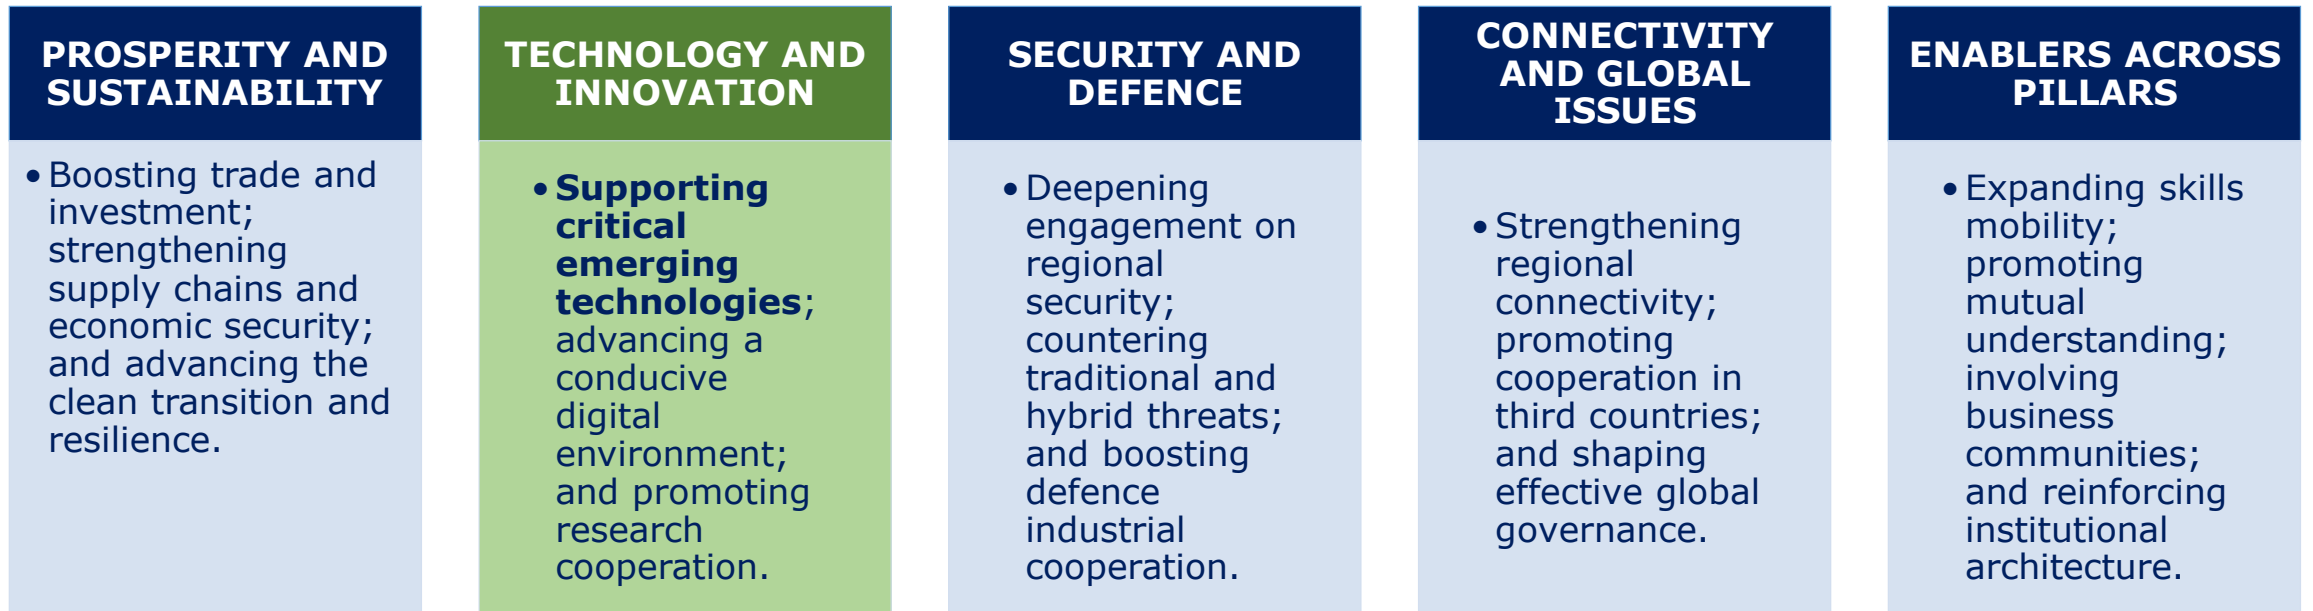 PROSPERITY AND
SUSTAINABILITY
•Boosting trade and
investment;
strengthening
supply chains and
economic security;
and advancing the
clean transition and
resilience.
TECHNOLOGY AND
INNOVATION
•Supporting
critical
emerging
technologies;
advancing a
conducive
digital
environment;
and promoting
research
cooperation.
SECURITY AND
DEFENCE
•Deepening
engagement on
regional
security;
countering
traditional and
hybrid threats;
and boosting
defence
industrial
cooperation.
CONNECTIVITY
AND GLOBAL
ISSUES
•Strengthening
regional
connectivity;
promoting
cooperation in
third countries;
and shaping
effective global
governance.
ENABLERS ACROSS
PILLARS
•Expanding skills
mobility;
promoting
mutual
understanding;
involving
business
communities;
and reinforcing
institutional
architecture.